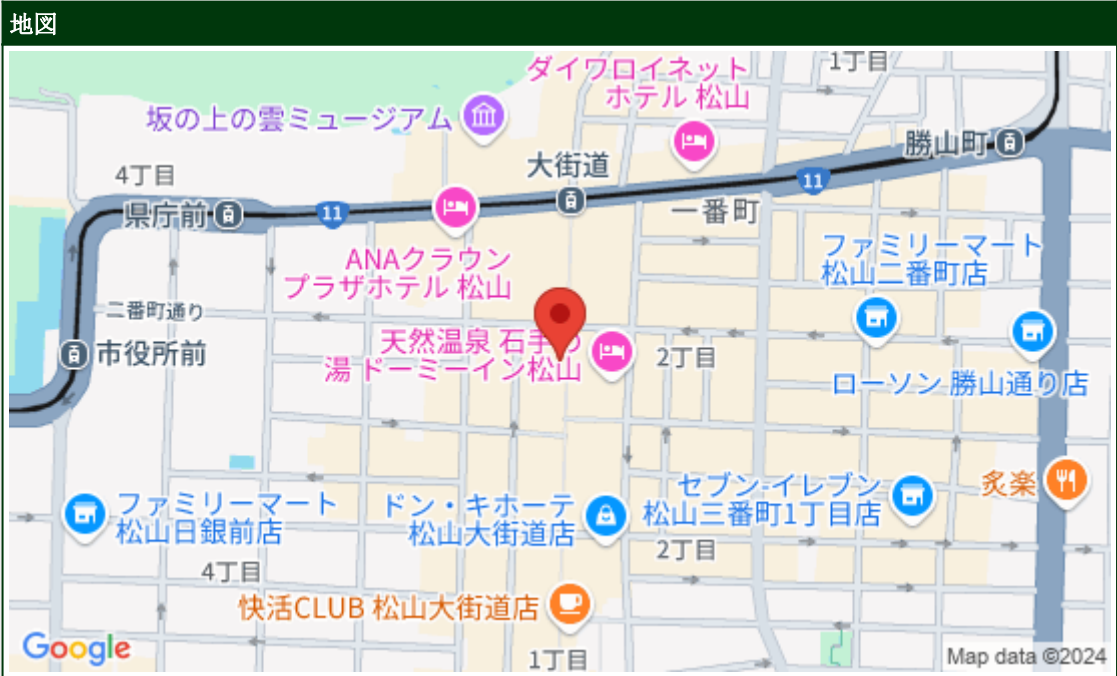 地図
ダイワロイネット
ホテル 松山
1丁目
坂の上の雲ミュージアム
勝山町
大街道
4丁目
11
県庁前
11
一番町
ANAクラウン
プラザホテル 松山
ファミリーマート
松山二番町店
二番町通り
天然温泉 石手の
湯 ドーミーイン松山
2丁目
市役所前
ローソン 勝山通り店
ファミリーマート
松山日銀前店
ドン・キホーテ
松山大街道店
セブン-イレブン
松山三番町1丁目店
炙楽
2丁目
4丁目
快活CLUB 松山大街道店
Google
1丁目
Map data ©2024